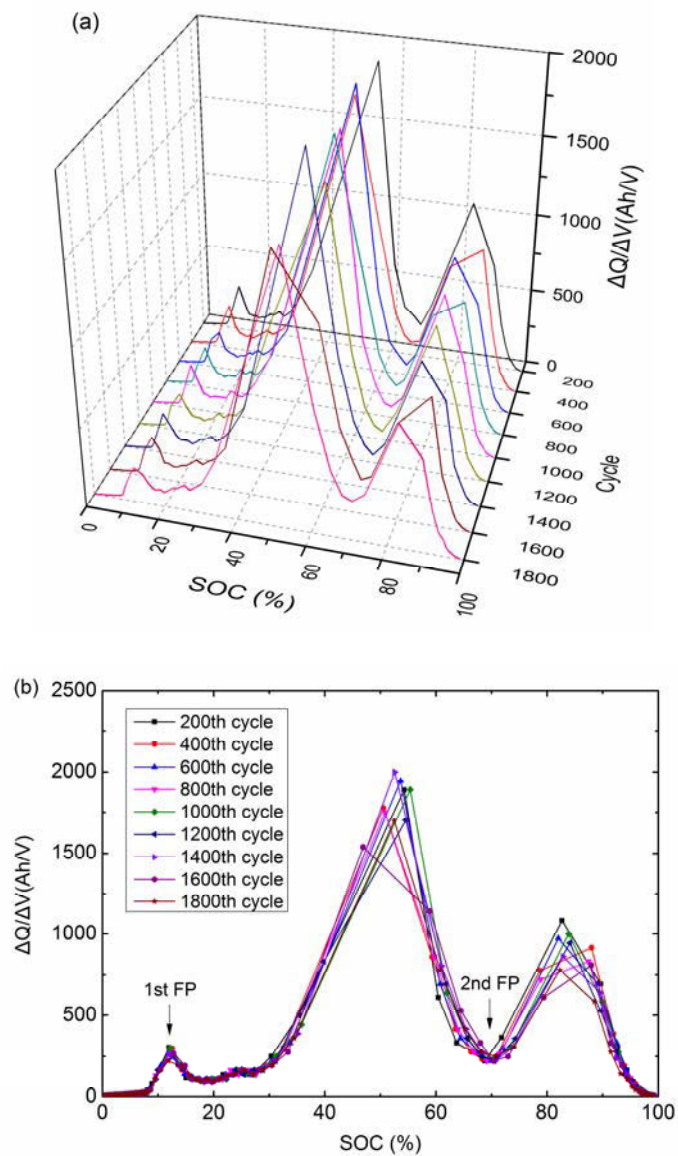 (a)
2000
1500
1000
500
0
ΔQ/ΔV(Ah/V)
200
400
600
800
1000
1200
1400
1600
1800
Cycle
0
20
40
60
80
100
SOC (%)
(b)
2500
2000
1500
1000
500
0
ΔQ/ΔV(Ah/V)
200th cycle
400th cycle
600th cycle
800th cycle
1000th cycle
1200th cycle
1400th cycle
1600th cycle
1800th cycle
1st FP
2nd FP
0 20 40 60 80 100
SOC (%)